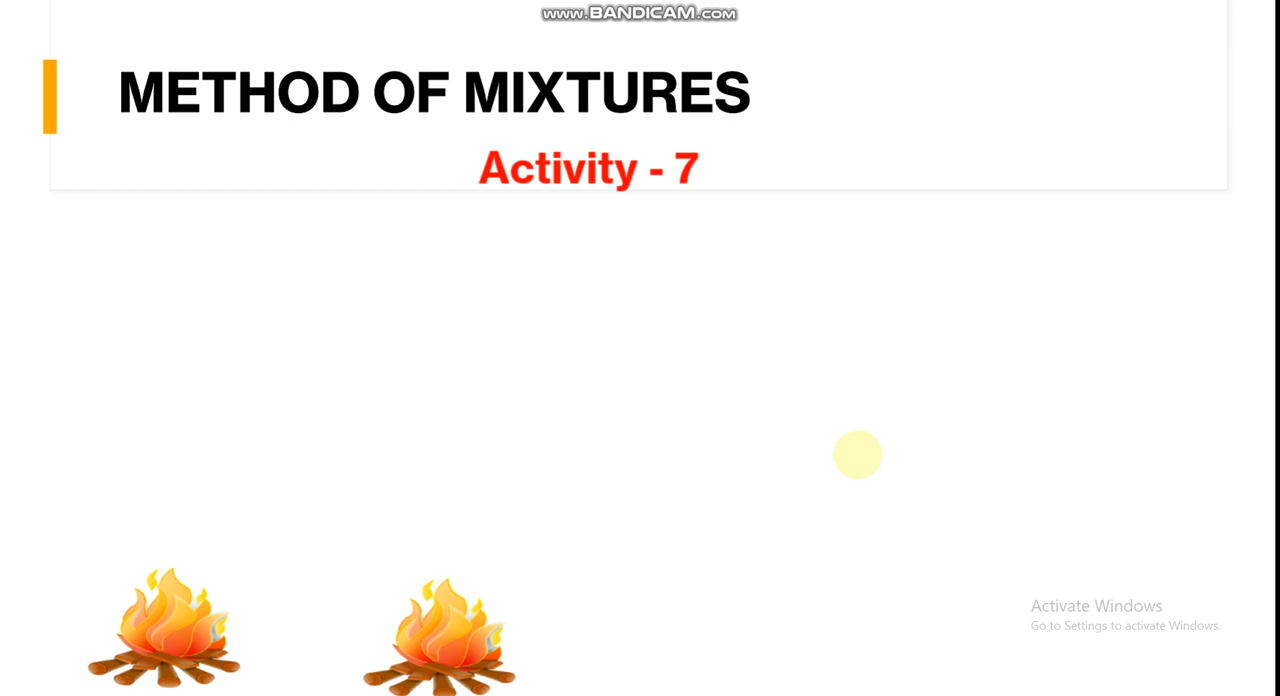 www.BANDICAM.com
METHOD OF MIXTURES
Activity - 7
Activate Windows
Go to Settings to activate Windows.